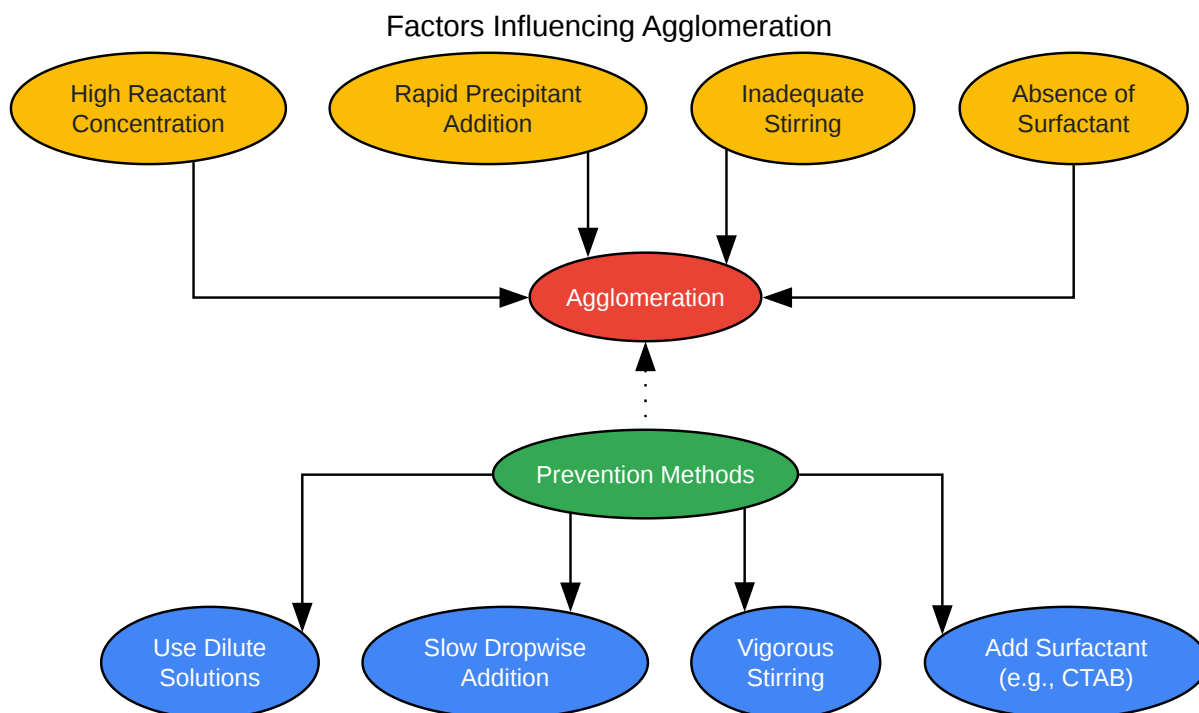 Factors Influencing Agglomeration
High Reactant
Concentration
Rapid Precipitant
Addition
Inadequate
Stirring
Absence of
Surfactant
Agglomeration
Prevention Methods
Use Dilute
Solutions
Slow Dropwise
Addition
Vigorous
Stirring
Add Surfactant
(e.g., CTAB)